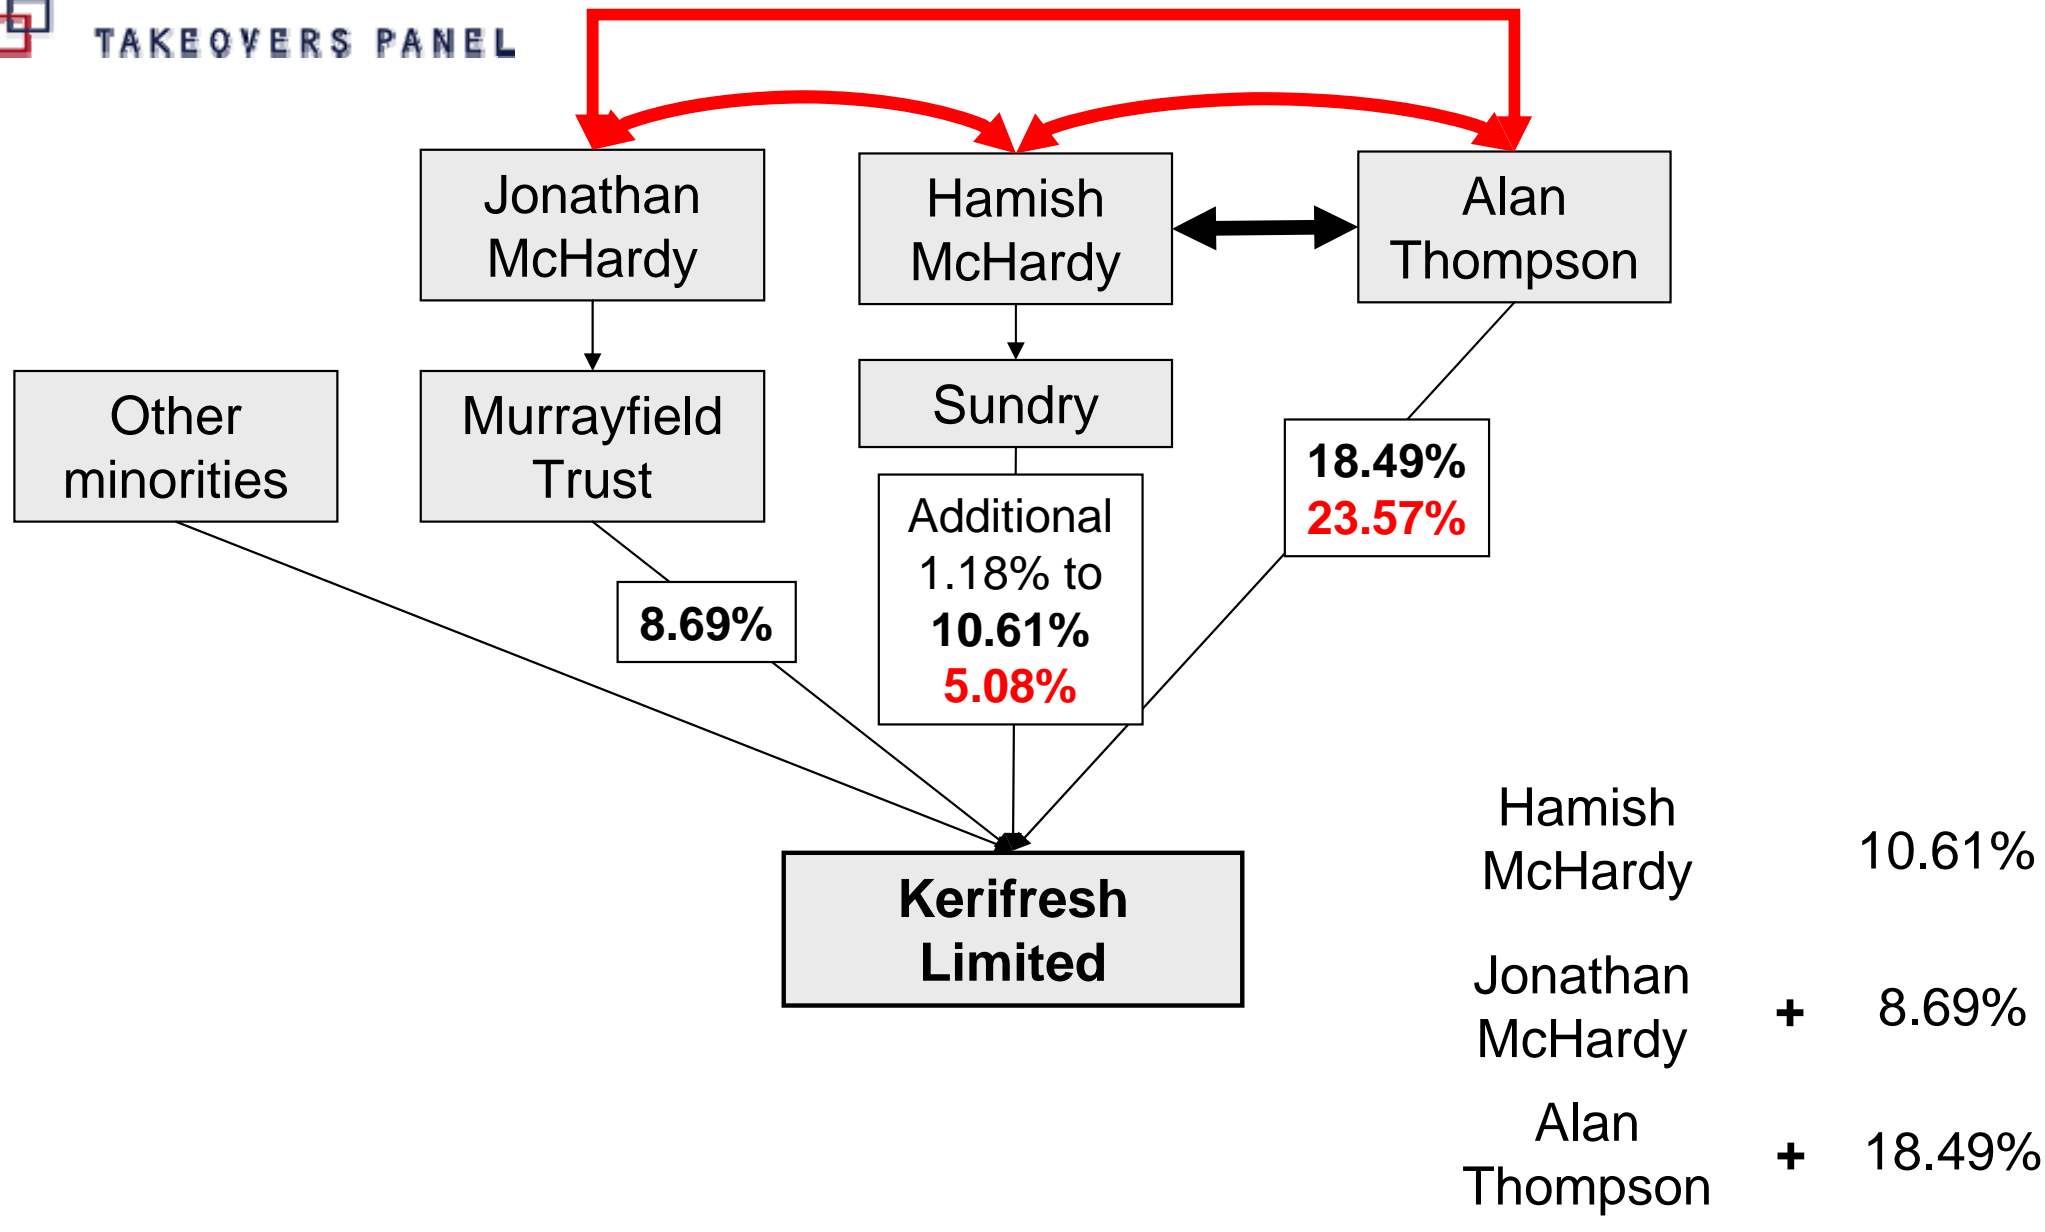 TAKEOVERS PANEL
Jonathan
McHardy
Hamish
McHardy
Alan
Thompson
Other
minorities
Murrayfield
Trust
Sundry
18.49%
23.57%
8.69%
Additional
1.18% to
10.61%
5.08%
Kerifresh
Limited
Hamish
McHardy
10.61%
Jonathan
McHardy
+ 8.69%
Alan
Thompson
+ 18.49%